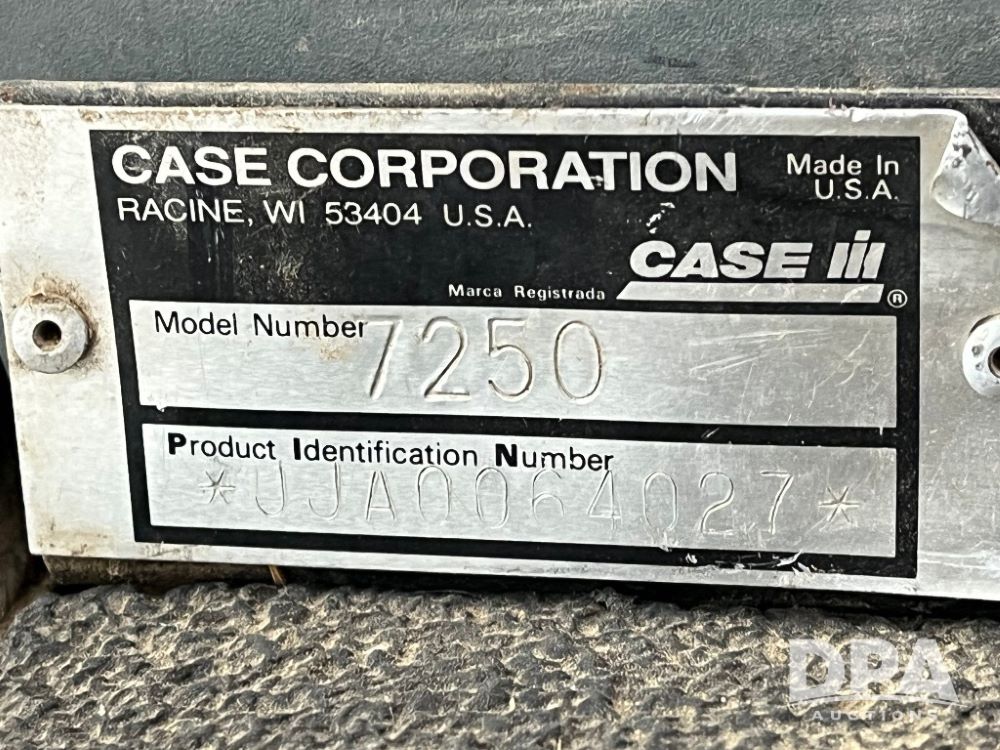 CASE CORPORATION
Made In
U.S.A.
RACINE, WI 53404 U.S.A.
CASE IH
Marca Registrada
®
Model Number 7250
Product Identification Number
*JJA0064027*
DPA
AUCTIONS